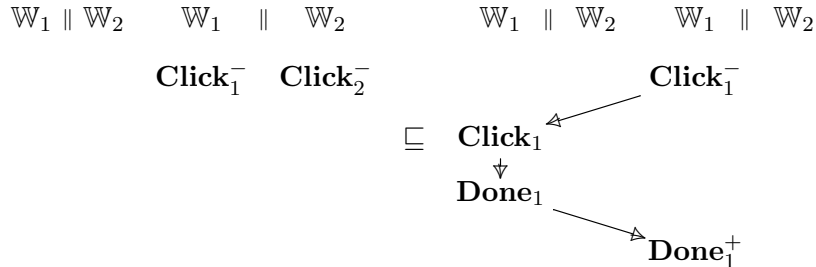 𝕎₁ ∥ 𝕎₂ 𝕎₁ ∥ 𝕎₂ 𝕎₁ ∥ 𝕎₂ 𝕎₁ ∥ 𝕎₂
Click₁⁻ Click₂⁻ Click₁⁻
⊑ Click₁
Done₁
Done₁⁺